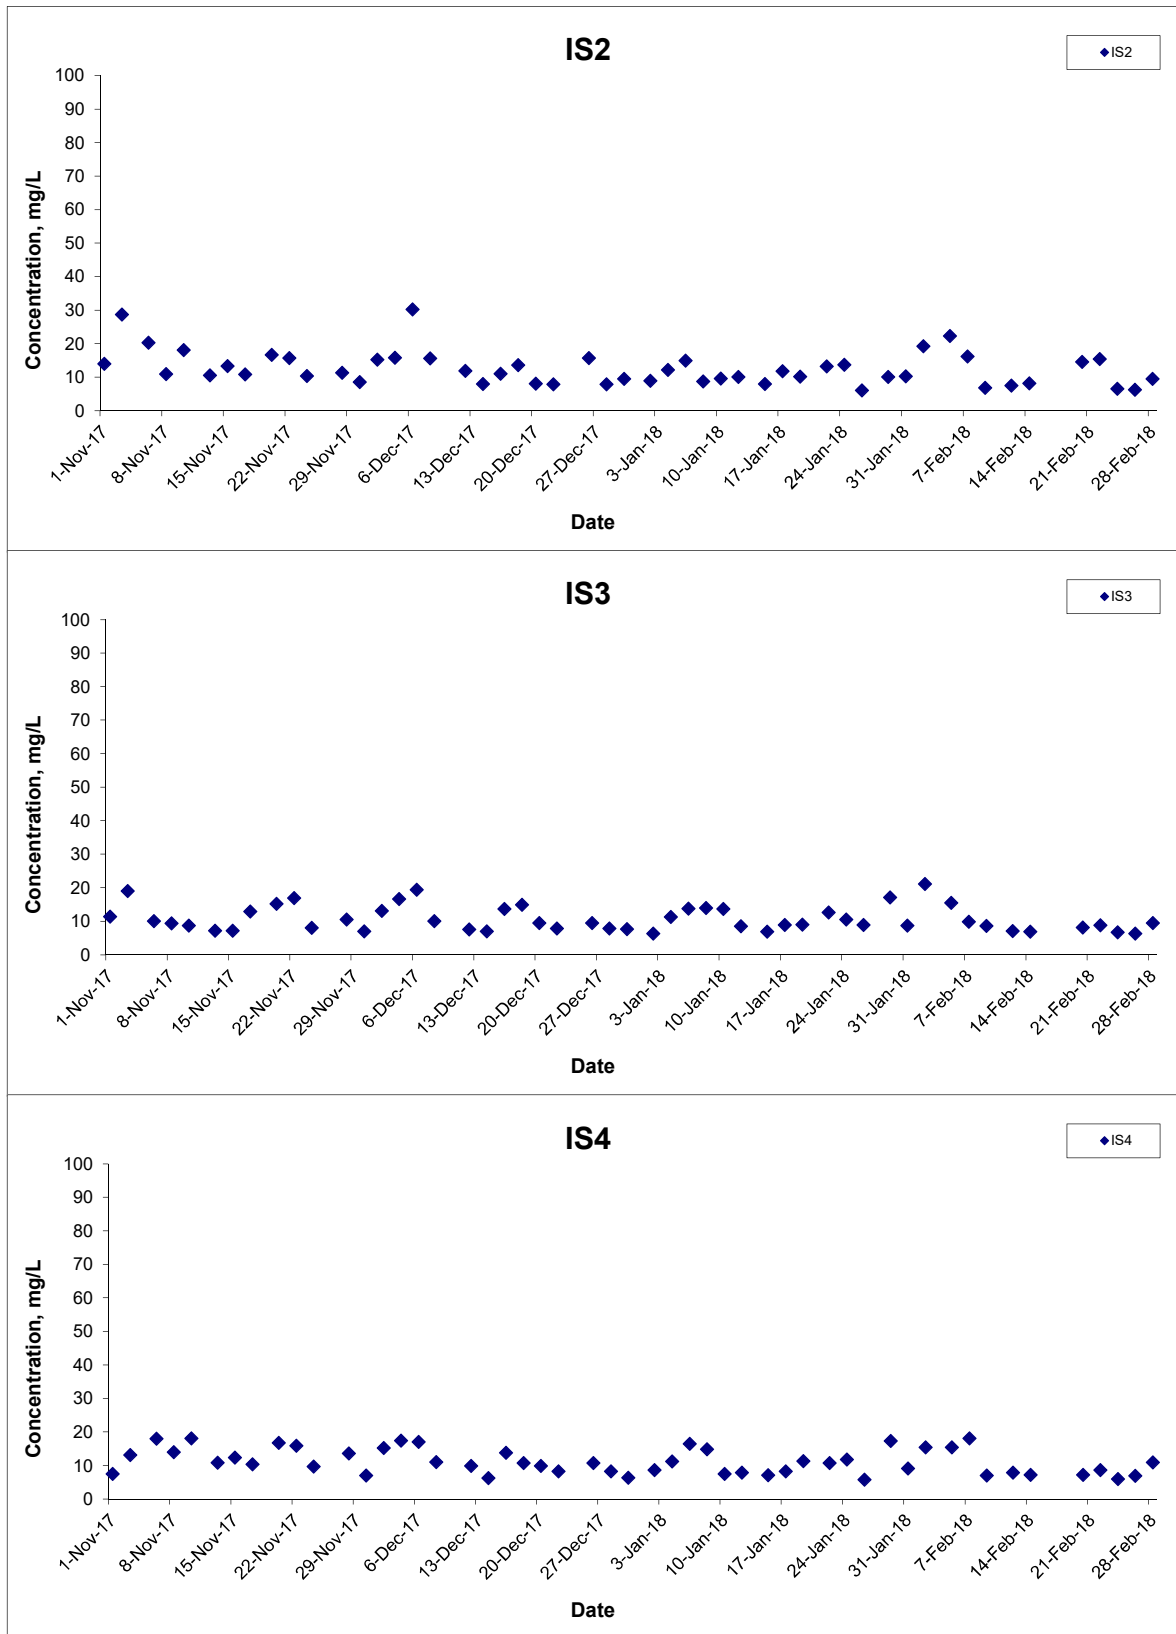 IS2
IS2
100
90
80
70
60
50
40
30
20
10
0
Concentration, mg/L
1-Nov-17
8-Nov-17
15-Nov-17
22-Nov-17
29-Nov-17
6-Dec-17
13-Dec-17
20-Dec-17
27-Dec-17
3-Jan-18
10-Jan-18
17-Jan-18
24-Jan-18
31-Jan-18
7-Feb-18
14-Feb-18
21-Feb-18
28-Feb-18
Date
IS3
IS3
100
90
80
70
60
50
40
30
20
10
0
Concentration, mg/L
1-Nov-17
8-Nov-17
15-Nov-17
22-Nov-17
29-Nov-17
6-Dec-17
13-Dec-17
20-Dec-17
27-Dec-17
3-Jan-18
10-Jan-18
17-Jan-18
24-Jan-18
31-Jan-18
7-Feb-18
14-Feb-18
21-Feb-18
28-Feb-18
Date
IS4
IS4
100
90
80
70
60
50
40
30
20
10
0
Concentration, mg/L
1-Nov-17
8-Nov-17
15-Nov-17
22-Nov-17
29-Nov-17
6-Dec-17
13-Dec-17
20-Dec-17
27-Dec-17
3-Jan-18
10-Jan-18
17-Jan-18
24-Jan-18
31-Jan-18
7-Feb-18
14-Feb-18
21-Feb-18
28-Feb-18
Date